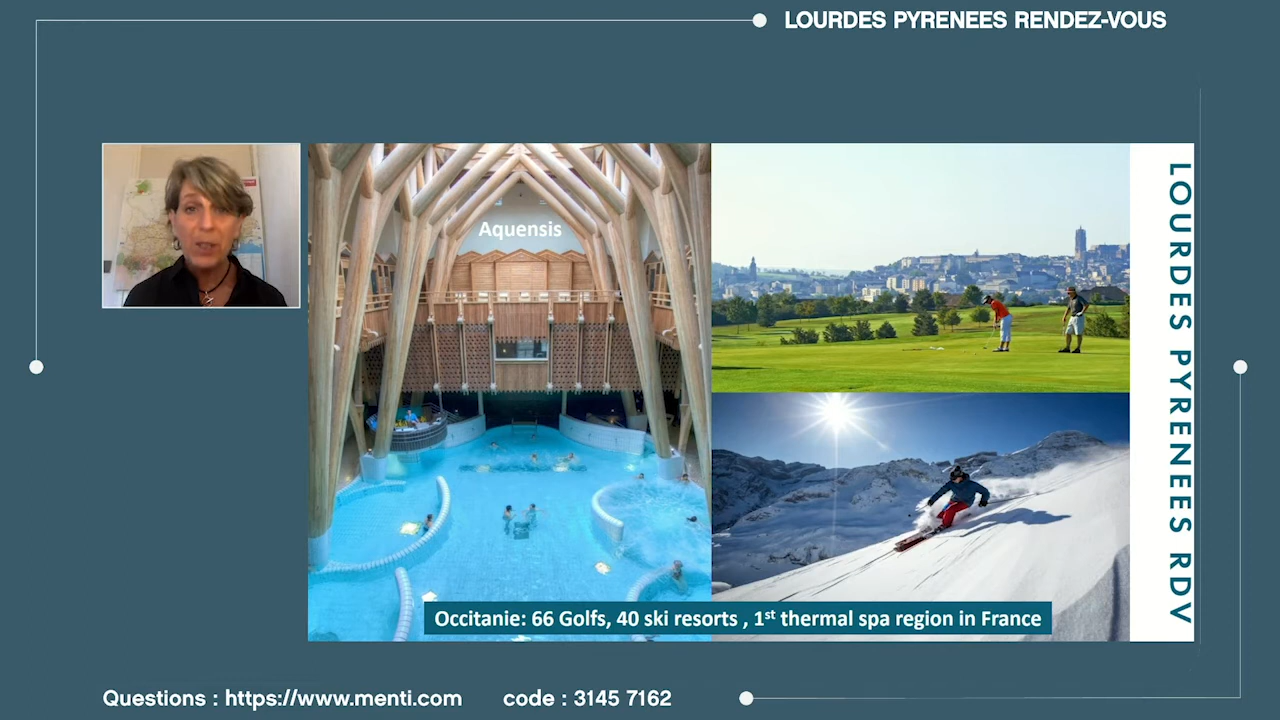 LOURDES PYRENEES RENDEZ-VOUS
Aquensis
LOURDES PYRENEES RDV
Occitanie: 66 Golfs, 40 ski resorts , 1st thermal spa region in France
Questions : https://www.menti.com code : 3145 7162